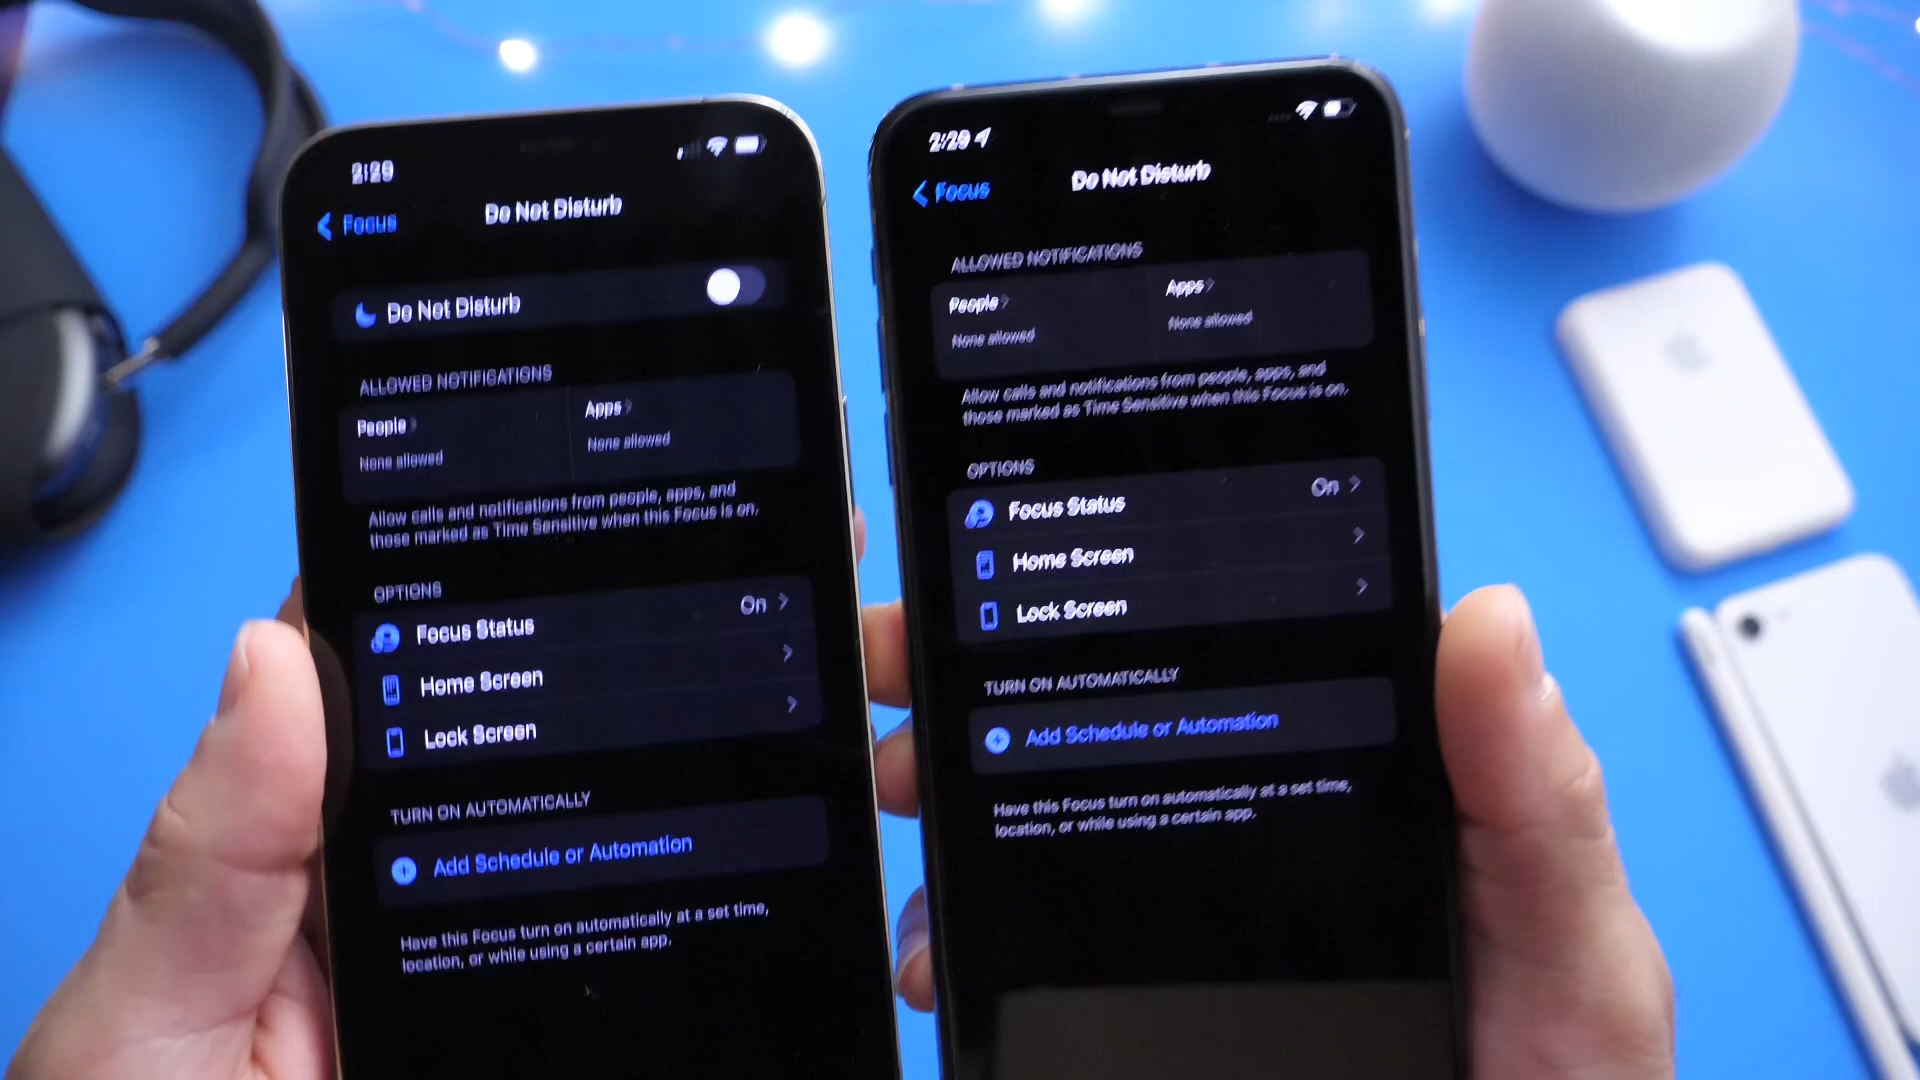 2:29
Focus
Do Not Disturb
Do Not Disturb
ALLOWED NOTIFICATIONS
People
Apps
None allowed
None allowed
Allow calls and notifications from people, apps, and
those marked as Time Sensitive when this Focus is on.
OPTIONS
Focus Status
On
Home Screen
Lock Screen
TURN ON AUTOMATICALLY
Add Schedule or Automation
Have this Focus turn on automatically at a set time,
location, or while using a certain app.
2:29
Focus
Do Not Disturb
ALLOWED NOTIFICATIONS
People
Apps
None allowed
None allowed
Allow calls and notifications from people, apps, and
those marked as Time Sensitive when this Focus is on.
OPTIONS
Focus Status
On
Home Screen
Lock Screen
TURN ON AUTOMATICALLY
Add Schedule or Automation
Have this Focus turn on automatically at a set time,
location, or while using a certain app.